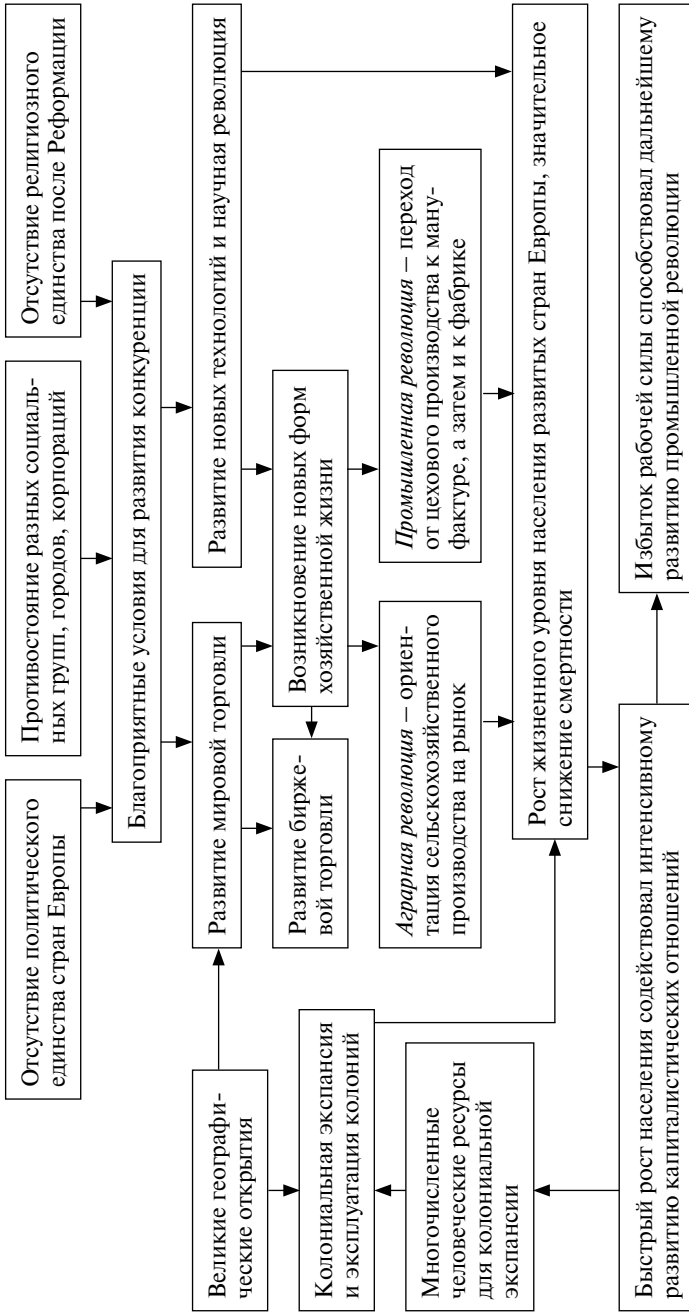 Отсутствие политического
единства стран Европы
Противостояние разных социаль-
ных групп, городов, корпораций
Отсутствие религиозного
единства после Реформации
Благоприятные условия для развития конкуренции
Великие географи-
ческие открытия
Развитие мировой торговли
Развитие новых технологий и научная революция
Развитие бирже-
вой торговли
Возникновение новых форм
хозяйственной жизни
Колониальная экспансия
и эксплуатация колоний
Аграрная революция – ориен-
тация сельскохозяйственного
производства на рынок
Промышленная революция – переход
от цехового производства к ману-
фактуре, а затем и к фабрике
Многочисленные
человеческие ресурсы
для колониальной
экспансии
Рост жизненного уровня населения развитых стран Европы, значительное
снижение смертности
Быстрый рост населения содействовал интенсивному
развитию капиталистических отношений
Избыток рабочей силы способствовал дальнейшему
развитию промышленной революции